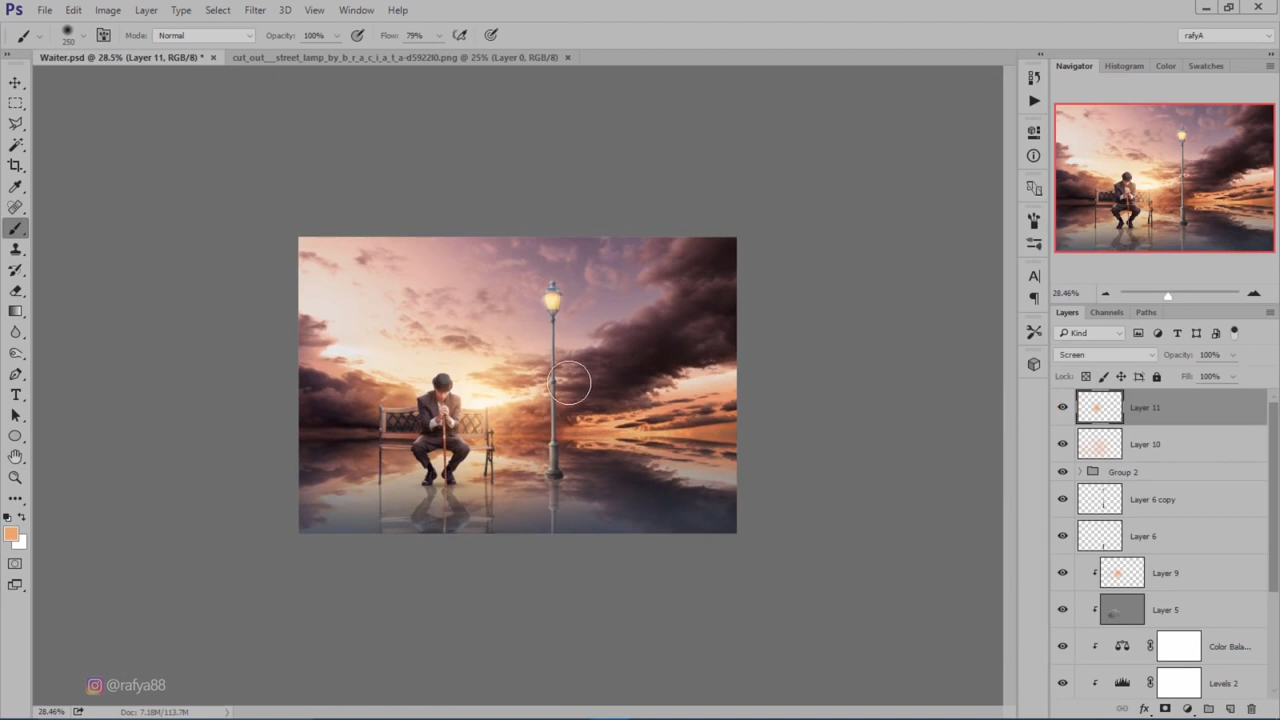 Ps File Edit Image Layer Type Select Filter 3D View Window Help
250 Mode: Normal Opacity: 100% Flow: 79% rafyA
Waiter.psd @ 28.5% (Layer 11, RGB/8) * × cut_out__street_lamp_by_b_r_a_c_i_a_t_a-d5922l0.png @ 25% (Layer 0, RGB/8) ×
Navigator Histogram Color Swatches
28.46%
Layers Channels Paths
Kind
Screen Opacity: 100%
Lock: Fill: 100%
Layer 11
Layer 10
Group 2
Layer 6 copy
Layer 6
Layer 9
Layer 5
Color Bala...
Levels 2
@rafya88
28.46% Doc: 7.18M/113.7M
fx